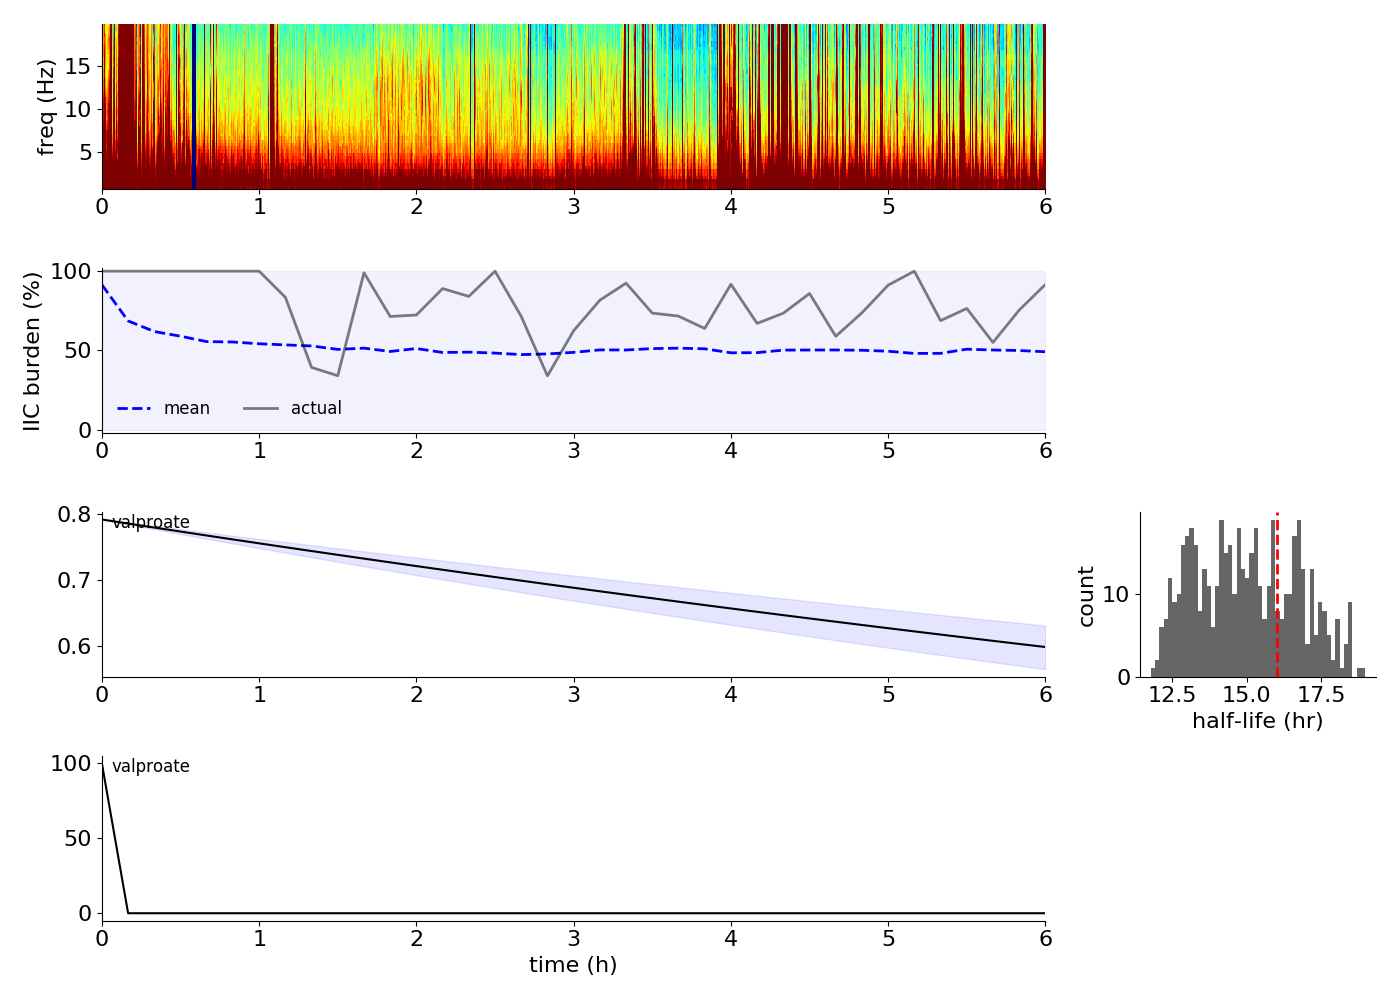 15
10
5
freq (Hz)
0 1 2 3 4 5 6
100
50
0
IIC burden (%)
mean actual
0 1 2 3 4 5 6
0.8
0.7
0.6
valproate
0 1 2 3 4 5 6
10
0
count
12.5 15.0 17.5
half-life (hr)
100
50
0
valproate
0 1 2 3 4 5 6
time (h)